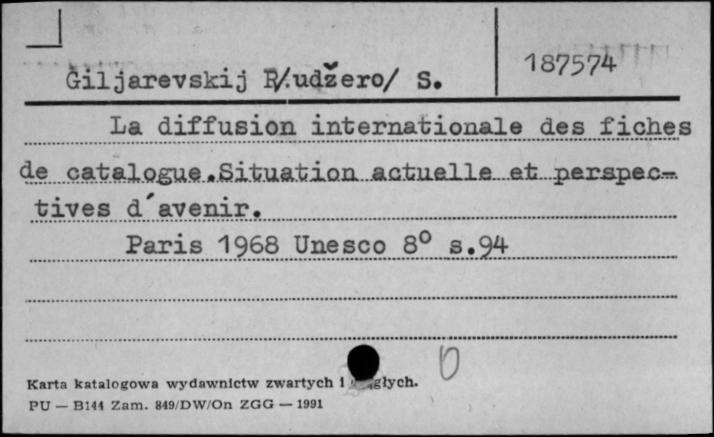 Giljarevskij R/.udžero/ S.
187574
La diffusion internationale des fiches
de catalogue.Situation actuelle et perspec-
tives d'avenir.
Paris 1968 Unesco 8° s.94
Karta katalogowa wydawnictw zwartych i
PU — B144 Zam. 849/DW/On ZGG — 1991